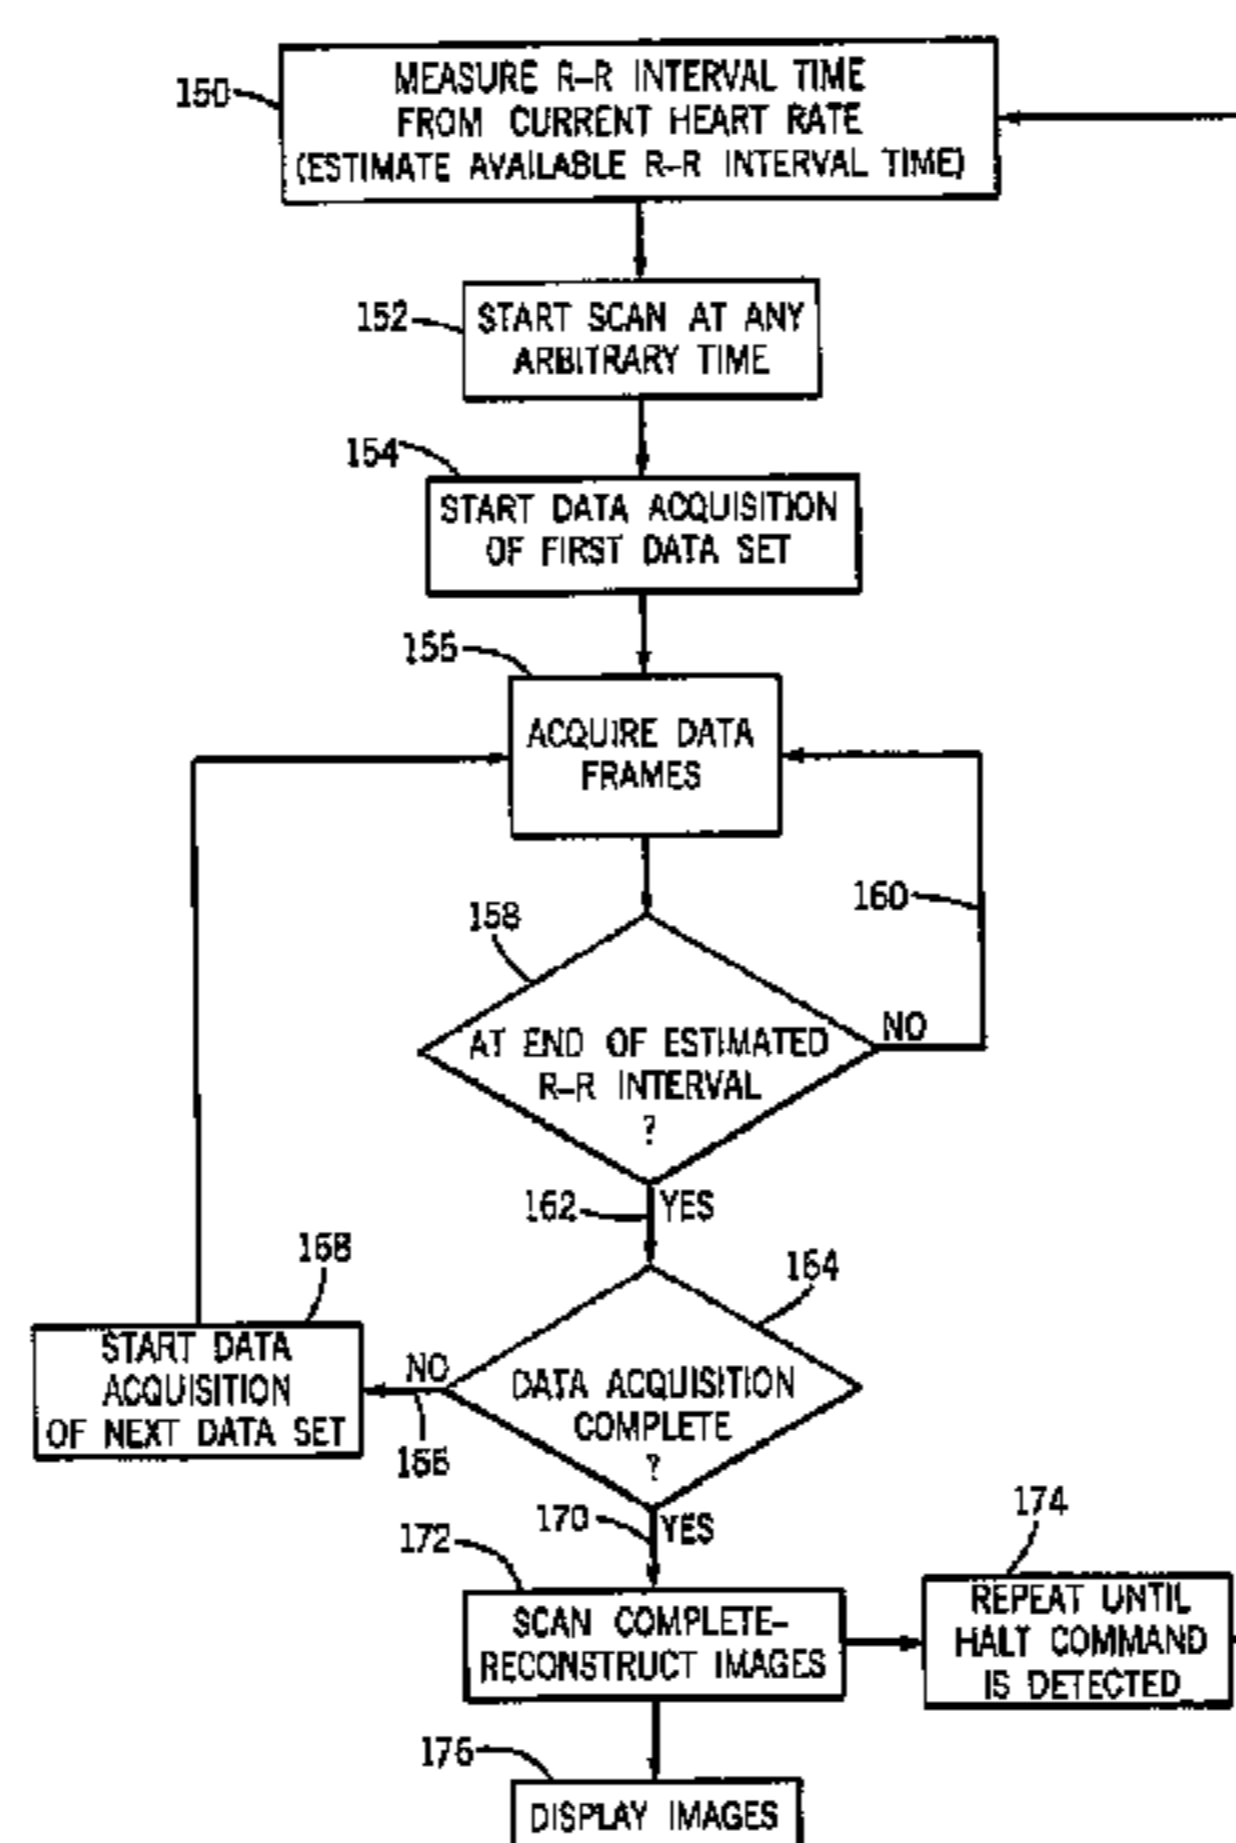 150
MEASURE R-R INTERVAL TIME
FROM CURRENT HEART RATE
(ESTIMATE AVAILABLE R-R INTERVAL TIME)
152
START SCAN AT ANY
ARBITRARY TIME
154
START DATA ACQUISITION
OF FIRST DATA SET
156
ACQUIRE DATA
FRAMES
160
158
AT END OF ESTIMATED
R-R INTERVAL
?
NO
162
YES
164
168
START DATA
ACQUISITION
OF NEXT DATA SET
NO
166
DATA ACQUISITION
COMPLETE
?
170
YES
172
SCAN COMPLETE-
RECONSTRUCT IMAGES
174
REPEAT UNTIL
HALT COMMAND
IS DETECTED
176
DISPLAY IMAGES